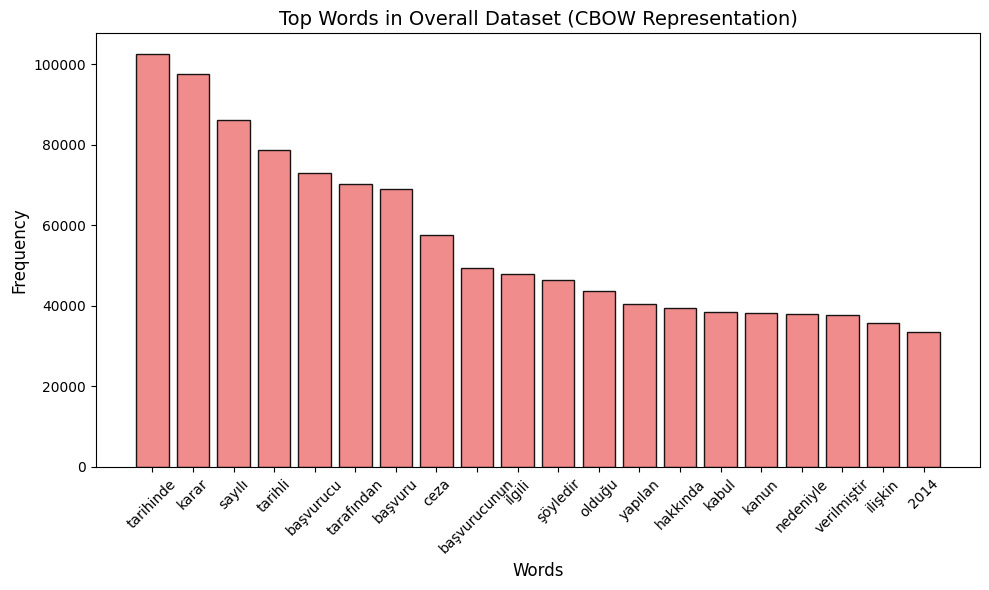 Top Words in Overall Dataset (CBOW Representation)
Frequency
100000
80000
60000
40000
20000
0
tarihinde
karar
sayılı
tarihli
başvurucu
tarafından
başvuru
ceza
başvurucunun
ilgili
şöyledir
olduğu
yapılan
hakkında
kabul
kanun
nedeniyle
verilmiştir
ilişkin
2014
Words